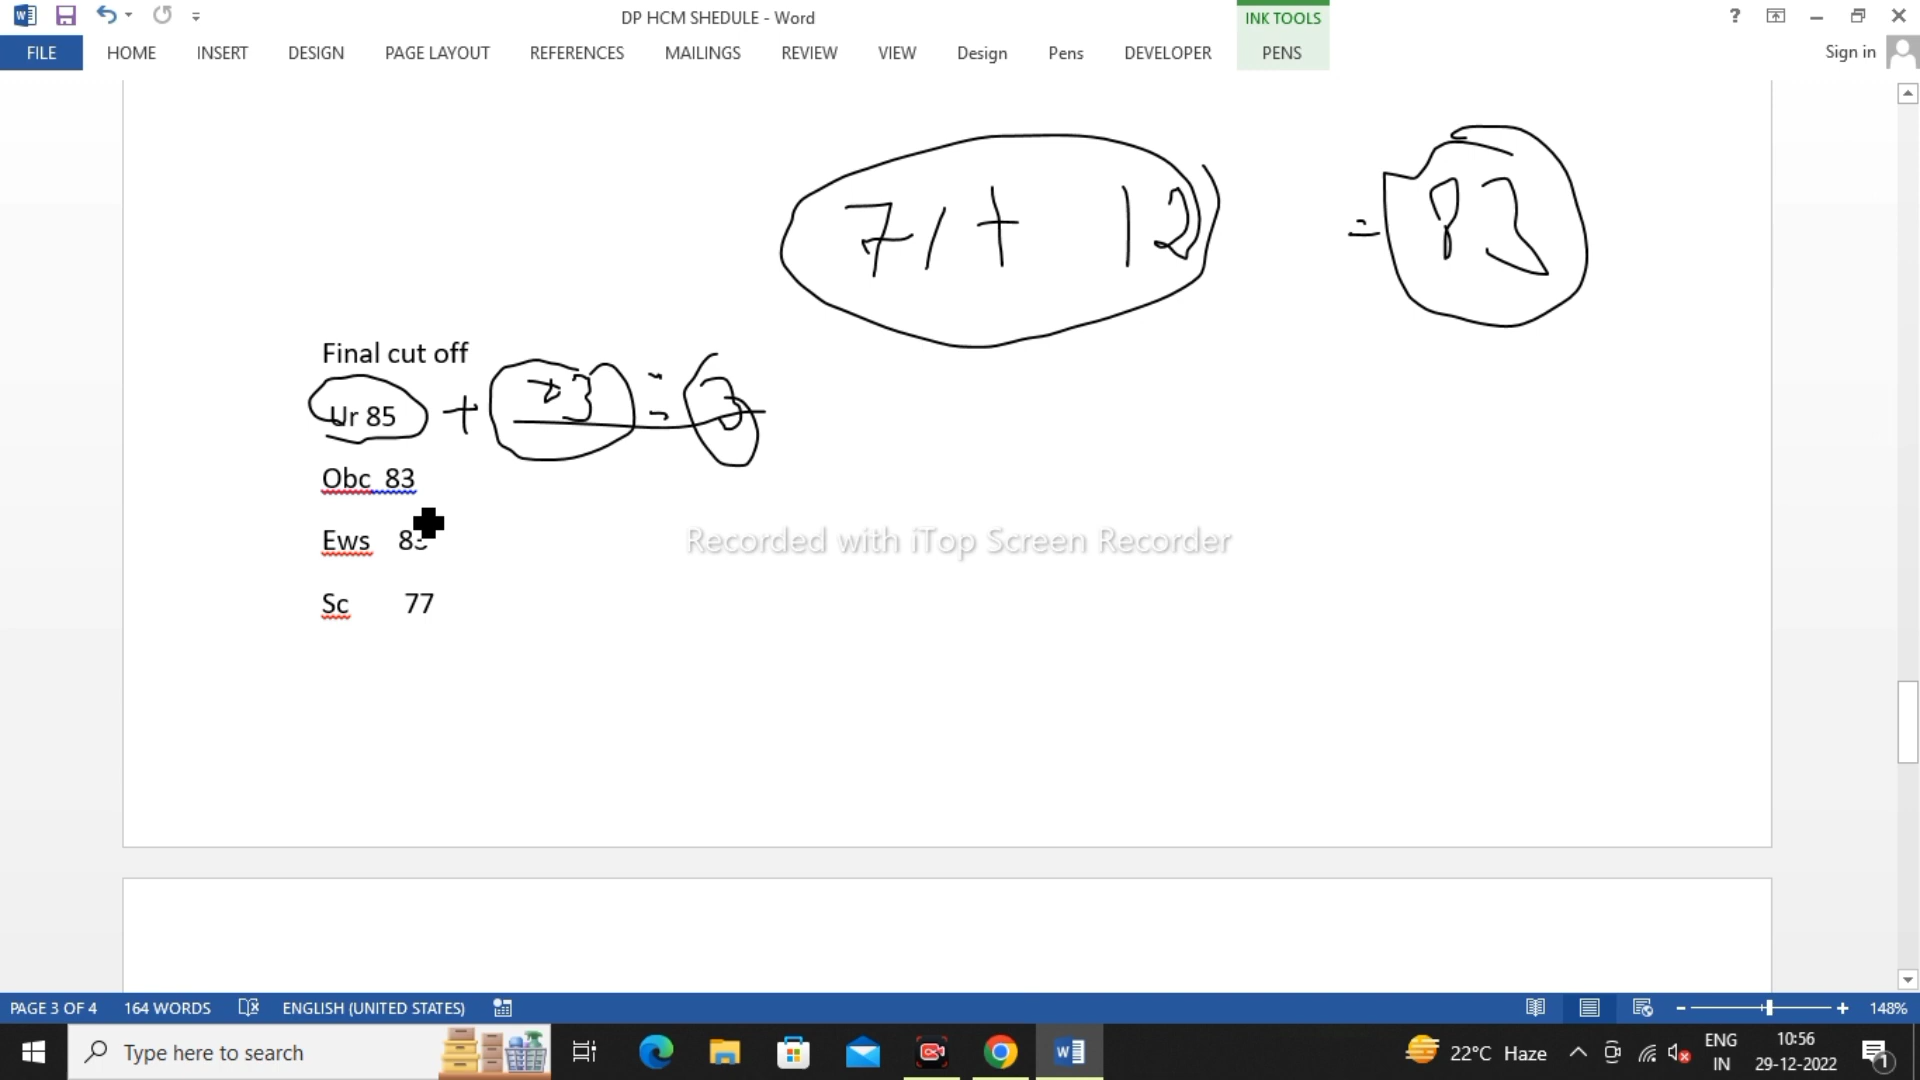 DP HCM SHEDULE - Word
INK TOOLS
?
FILE HOME INSERT DESIGN PAGE LAYOUT REFERENCES MAILINGS REVIEW VIEW Design Pens DEVELOPER PENS
Sign in
71 + 12 = 83
Final cut off
Ur 85 +
Obc 83
Ews
Sc 77
Recorded with iTop Screen Recorder
PAGE 3 OF 4 164 WORDS ENGLISH (UNITED STATES) 148%
Type here to search
22°C Haze
ENG
IN
10:56
29-12-2022
1